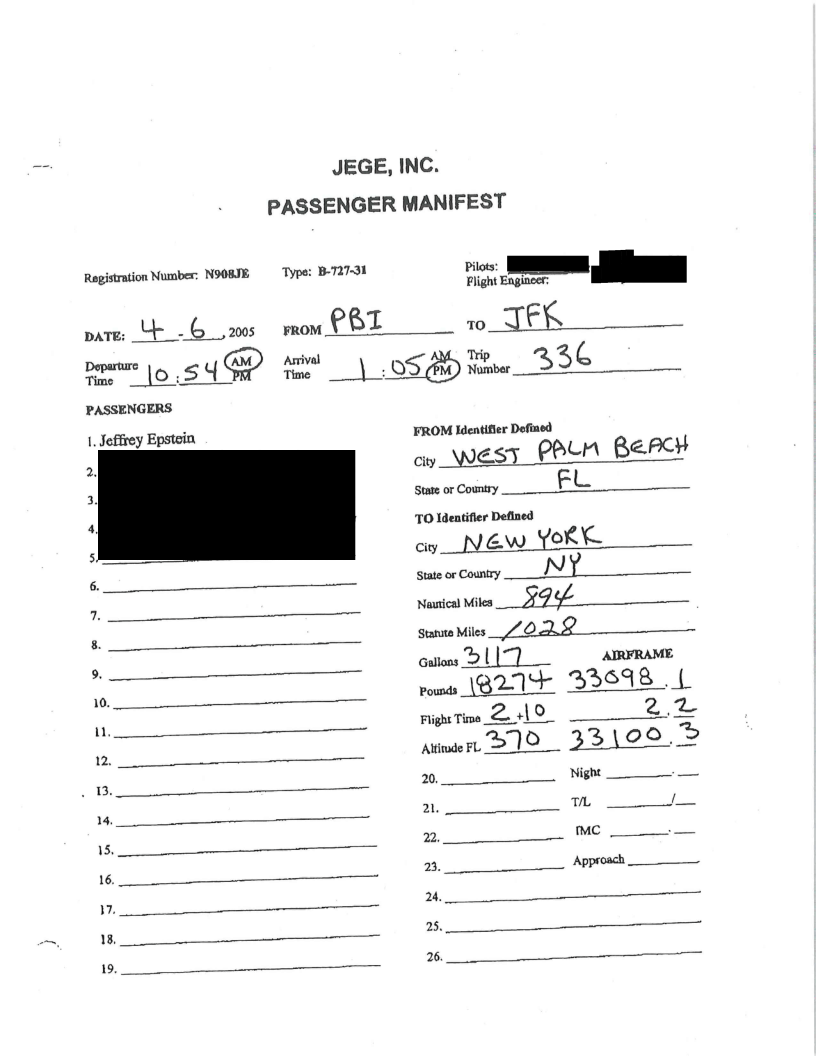 JEGE, INC.
PASSENGER MANIFEST
Registration Number: N908JE Type: B-727-31 Pilots:
Flight Engineer:
DATE: 4 - 6, 2005 FROM PBI TO JFK
Departure Time 10:54 AM PM Arrival Time 1:05 AM PM Trip Number 336
PASSENGERS
1. Jeffrey Epstein
2.
3.
4.
5.
6.
7.
8.
9.
10.
11.
12.
13.
14.
15.
16.
17.
18.
19.
FROM Identifier Defined
City WEST PALM BEACH
State or Country FL
TO Identifier Defined
City NEW YORK
State or Country NY
Nautical Miles 894
Statute Miles 1028
Gallons 3117 AIRFRAME
Pounds 18274 33098.1
Flight Time 2+10 2.2
Altitude FL 370 33100.3
20. Night .
21. T/L /
22. IMC .
23. Approach
24.
25.
26.